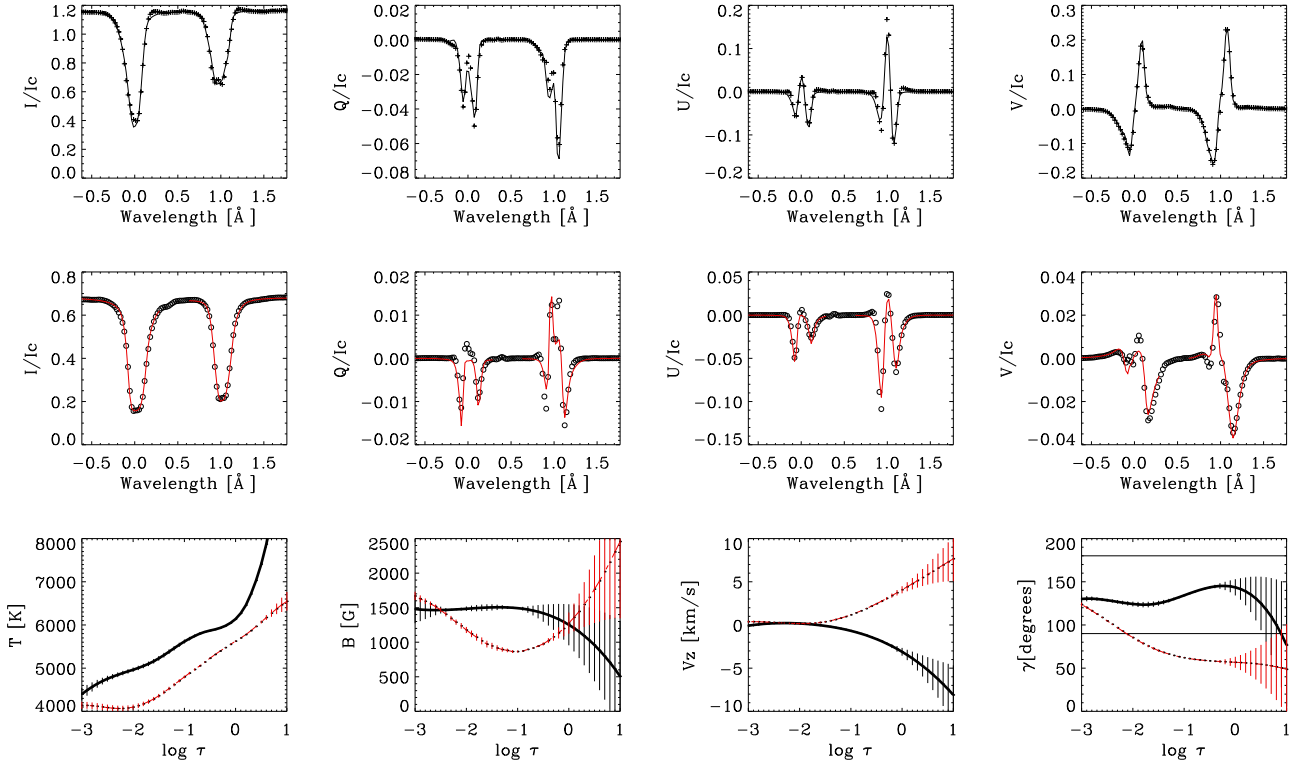 1.2
1.0
0.8
0.6
0.4
0.2
0.0
I/Ic
−0.5 0.0 0.5 1.0 1.5
Wavelength [Å ]
0.00
−0.02
−0.04
−0.06
−0.08
Q/Ic
−0.5 0.0 0.5 1.0 1.5
Wavelength [Å ]
0.2
0.1
0.0
−0.1
−0.2
U/Ic
−0.5 0.0 0.5 1.0 1.5
Wavelength [Å ]
0.3
0.2
0.1
0.0
−0.1
−0.2
V/Ic
−0.5 0.0 0.5 1.0 1.5
Wavelength [Å ]
0.8
0.6
0.4
0.2
0.0
I/Ic
−0.5 0.0 0.5 1.0 1.5
Wavelength [Å ]
0.02
0.01
0.00
−0.01
−0.02
Q/Ic
−0.5 0.0 0.5 1.0 1.5
Wavelength [Å ]
0.05
0.00
−0.05
−0.10
−0.15
U/Ic
−0.5 0.0 0.5 1.0 1.5
Wavelength [Å ]
0.04
0.02
0.00
−0.02
−0.04
V/Ic
−0.5 0.0 0.5 1.0 1.5
Wavelength [Å ]
8000
7000
6000
5000
4000
T [K]
−3 −2 −1 0 1
log τ
2500
2000
1500
1000
500
0
B [G]
−3 −2 −1 0 1
log τ
10
5
0
−5
−10
Vz [km/s]
−3 −2 −1 0 1
log τ
200
150
100
50
0
γ[degrees]
−3 −2 −1 0 1
log τ